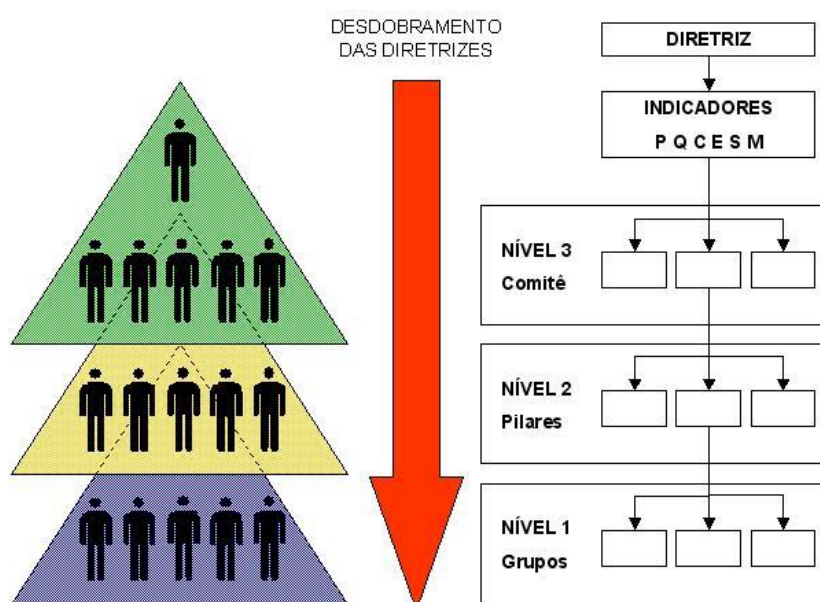 DESDOBRAMENTO
DAS DIRETRIZES
DIRETRIZ
INDICADORES
P Q C E S M
NÍVEL 3
Comitê
NÍVEL 2
Pilares
NÍVEL 1
Grupos